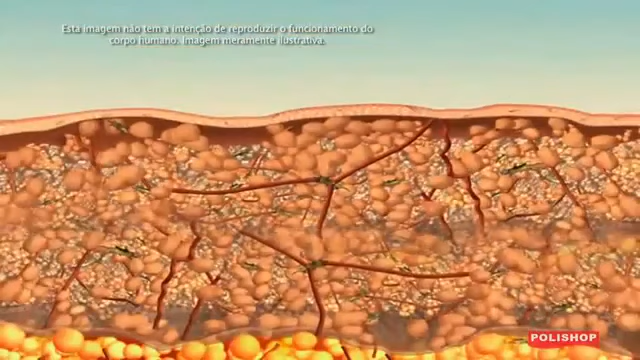 Esta imagem não tem a intenção de reproduzir o funcionamento do
corpo humano. Imagem meramente ilustrativa.
POLISHOP